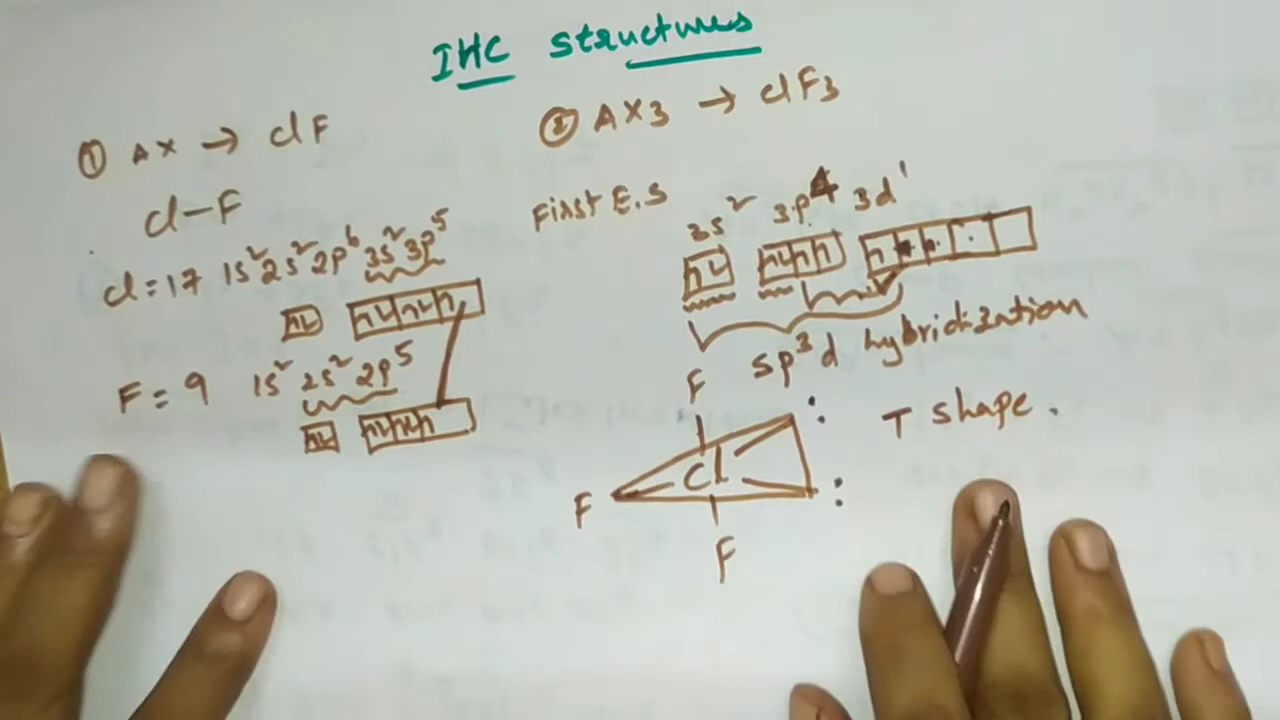 IHC structures
① AX → ClF
Cl-F
Cl = 17 1s² 2s² 2p⁶ 3s² 3p⁵
F = 9 1s² 2s² 2p⁵
② AX3 → ClF3
First E.S
3s² 3p⁴ 3d¹
sp³d hybridization
F
T shape.
Cl
F
F